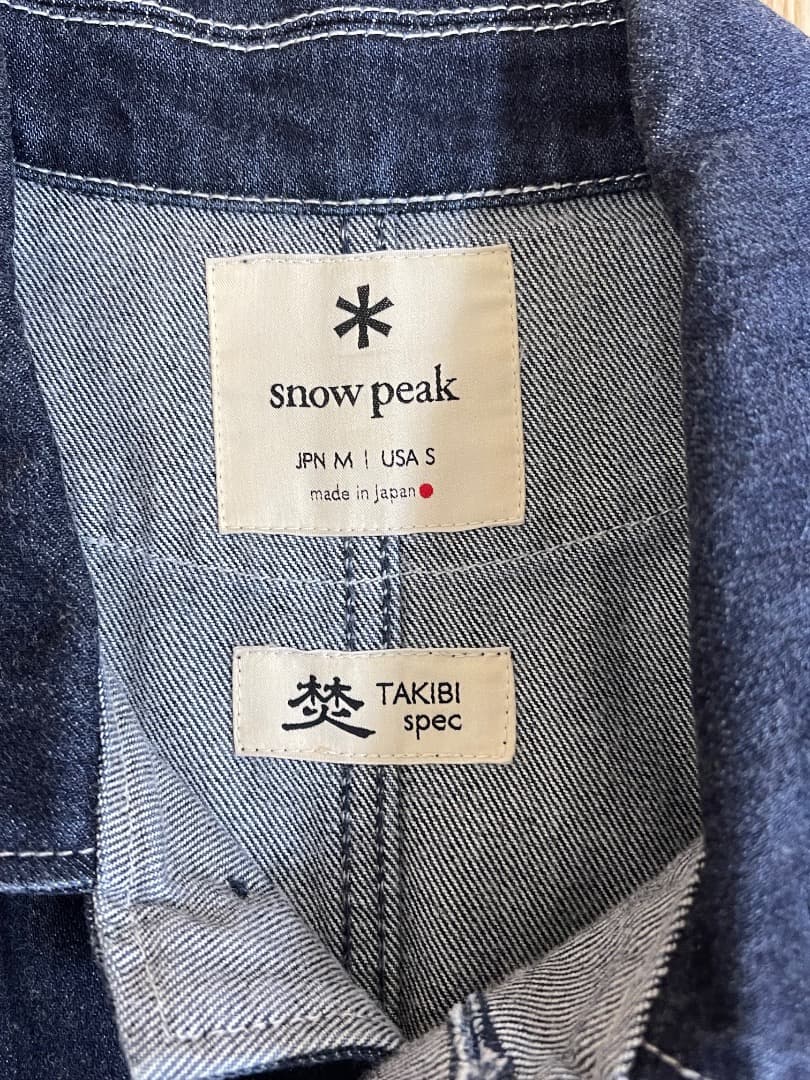 snow peak
JPN M | USA S
made in Japan
焚 TAKIBI
spec